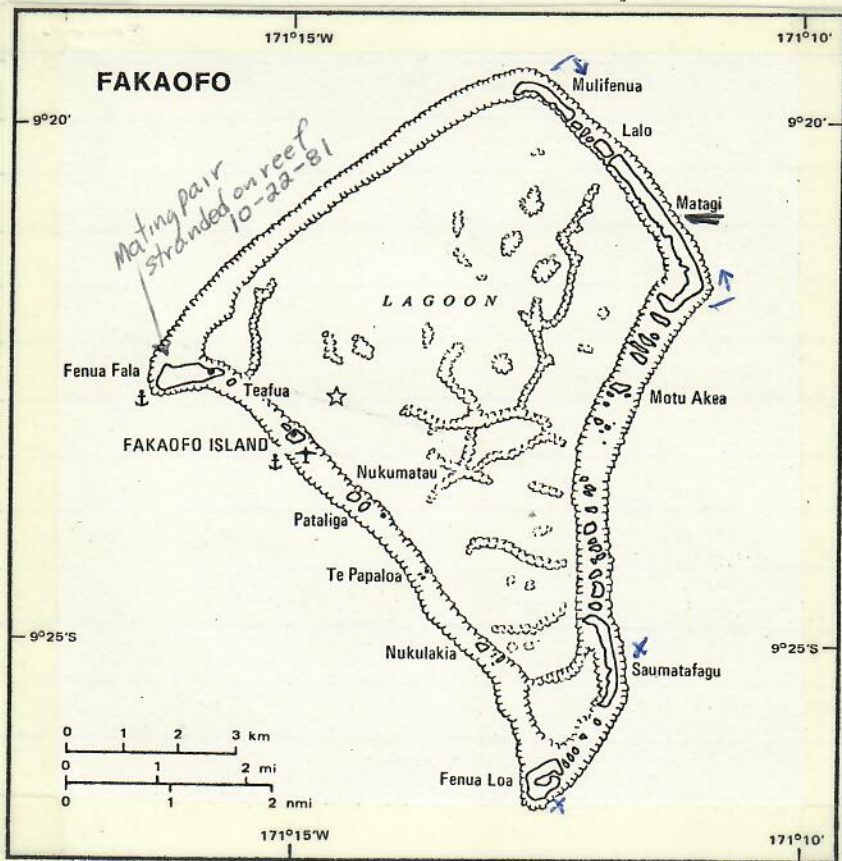 171°15'W
171°10'
FAKAOFO
Mulifenua
9°20'
9°20'
Lalo
Mating pair
stranded on reef
10-22-81
Matagi
LAGOON
Fenua Fala
Teafua
Motu Akea
FAKAOFO ISLAND
Nukumatau
Pataliga
Te Papaloa
9°25'S
9°25'S
Nukulakia
Saumatafagu
0 1 2 3 km
0 1 2 mi
0 1 2 nmi
Fenua Loa
171°15'W
171°10'